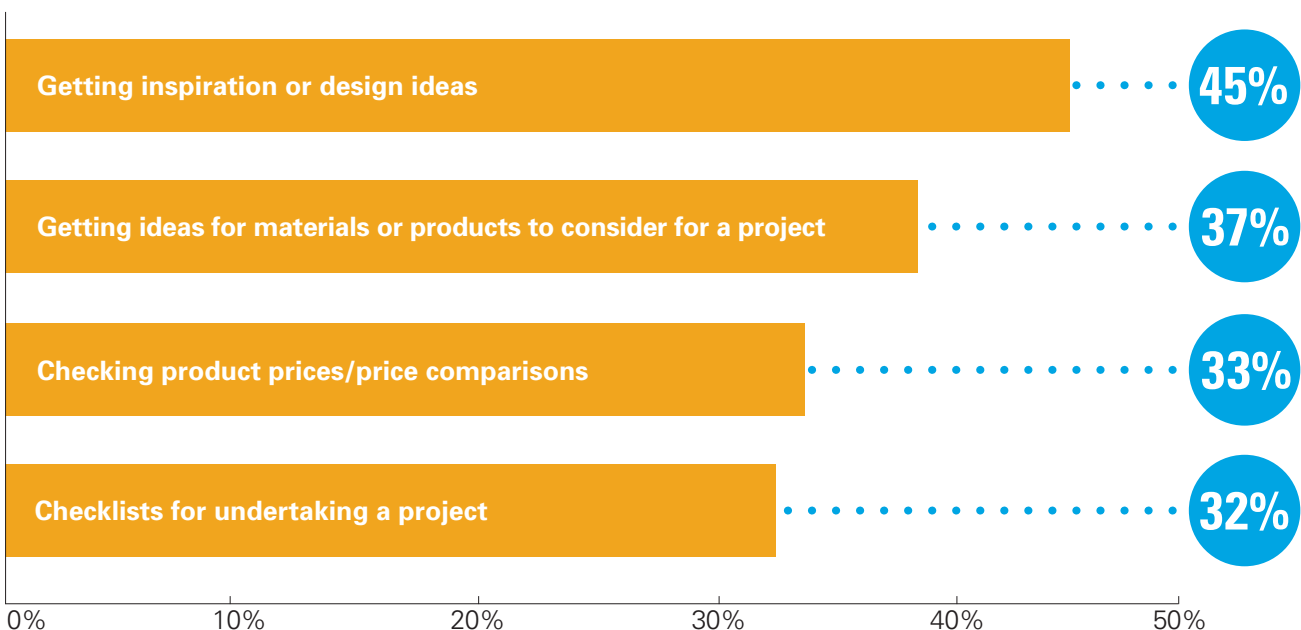 Getting inspiration or design ideas 45%
Getting ideas for materials or products to consider for a project 37%
Checking product prices/price comparisons 33%
Checklists for undertaking a project 32%
0% 10% 20% 30% 40% 50%